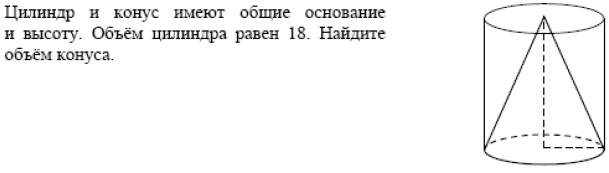 Цилиндр и конус имеют общие основание
и высоту. Объём цилиндра равен 18. Найдите
объём конуса.